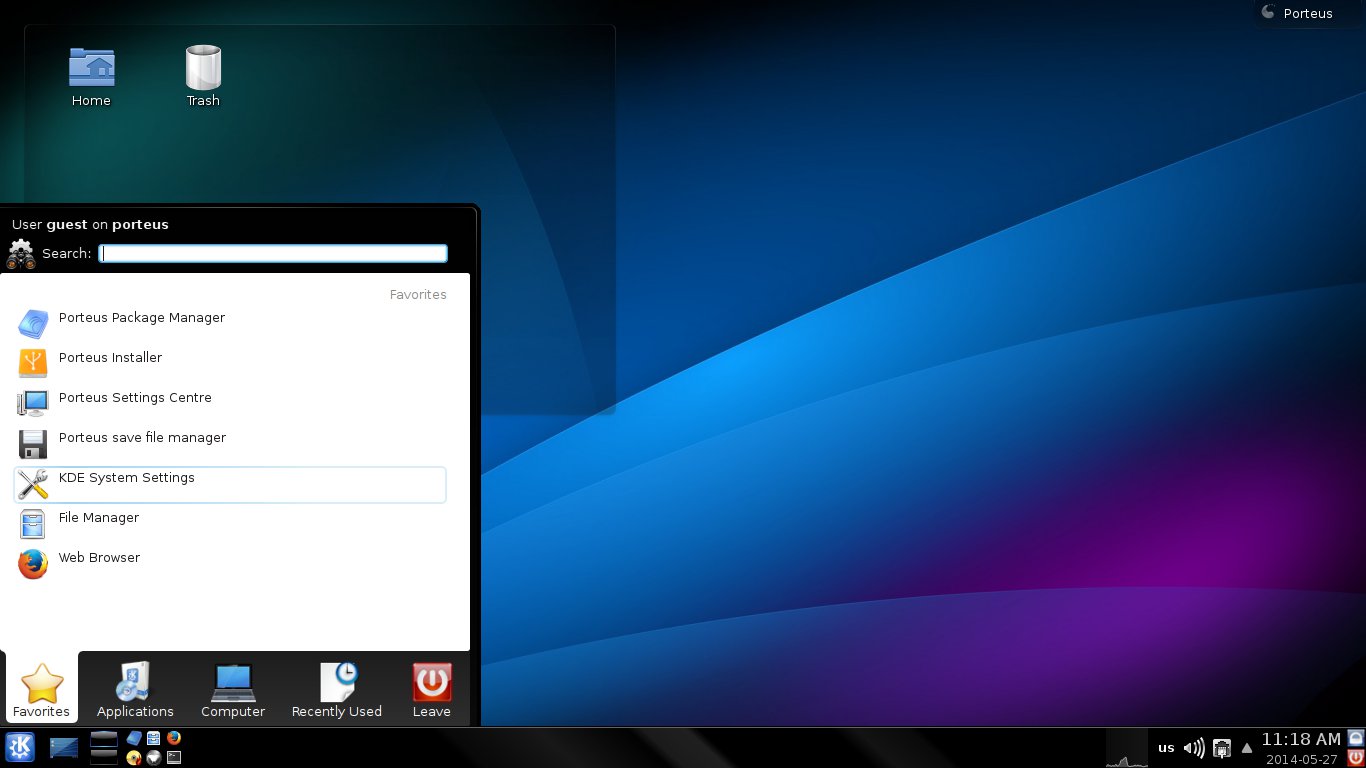 Porteus
Home
Trash
User guest on porteus
Search:
Favorites
Porteus Package Manager
Porteus Installer
Porteus Settings Centre
Porteus save file manager
KDE System Settings
File Manager
Web Browser
Favorites
Applications
Computer
Recently Used
Leave
us
11:18 AM
2014-05-27